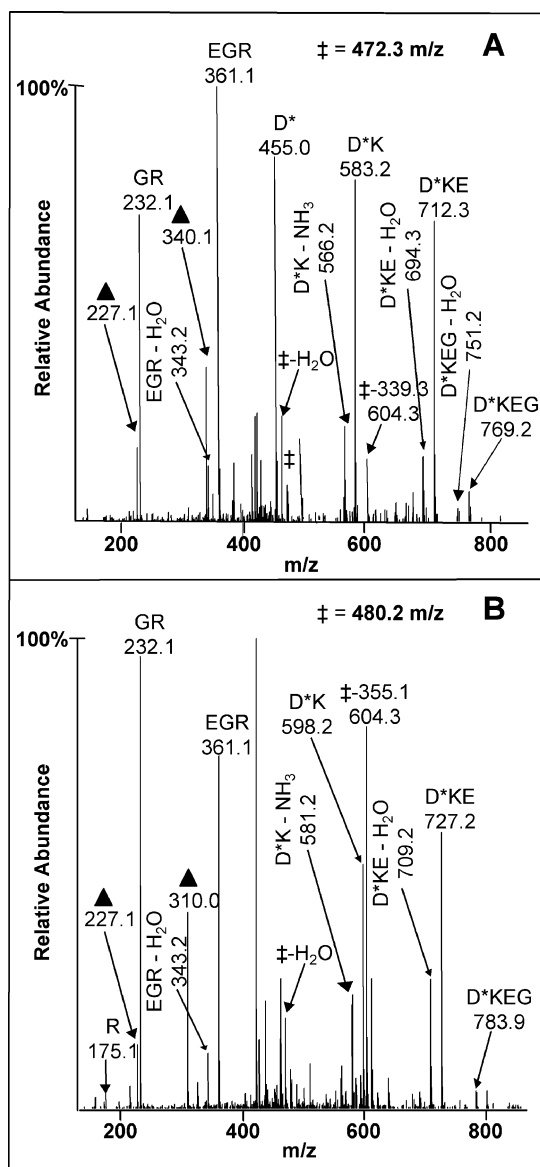 A
‡ = 472.3 m/z
EGR
361.1
100%
D*
455.0
D*K
583.2
GR
232.1
▲
340.1
D*KE
712.3
D*K - NH₃
566.2
D*KE - H₂O
694.3
▲
227.1
EGR - H₂O
343.2
‡-H₂O
‡
‡-339.3
604.3
D*KEG - H₂O
751.2
D*KEG
769.2
Relative Abundance
200
400
600
800
m/z
B
‡ = 480.2 m/z
100%
GR
232.1
EGR
361.1
D*K
598.2
‡-355.1
604.3
D*K - NH₃
581.2
D*KE - H₂O
709.2
D*KE
727.2
▲
227.1
▲
310.0
EGR - H₂O
343.2
‡-H₂O
R
175.1
D*KEG
783.9
Relative Abundance
200
400
600
800
m/z